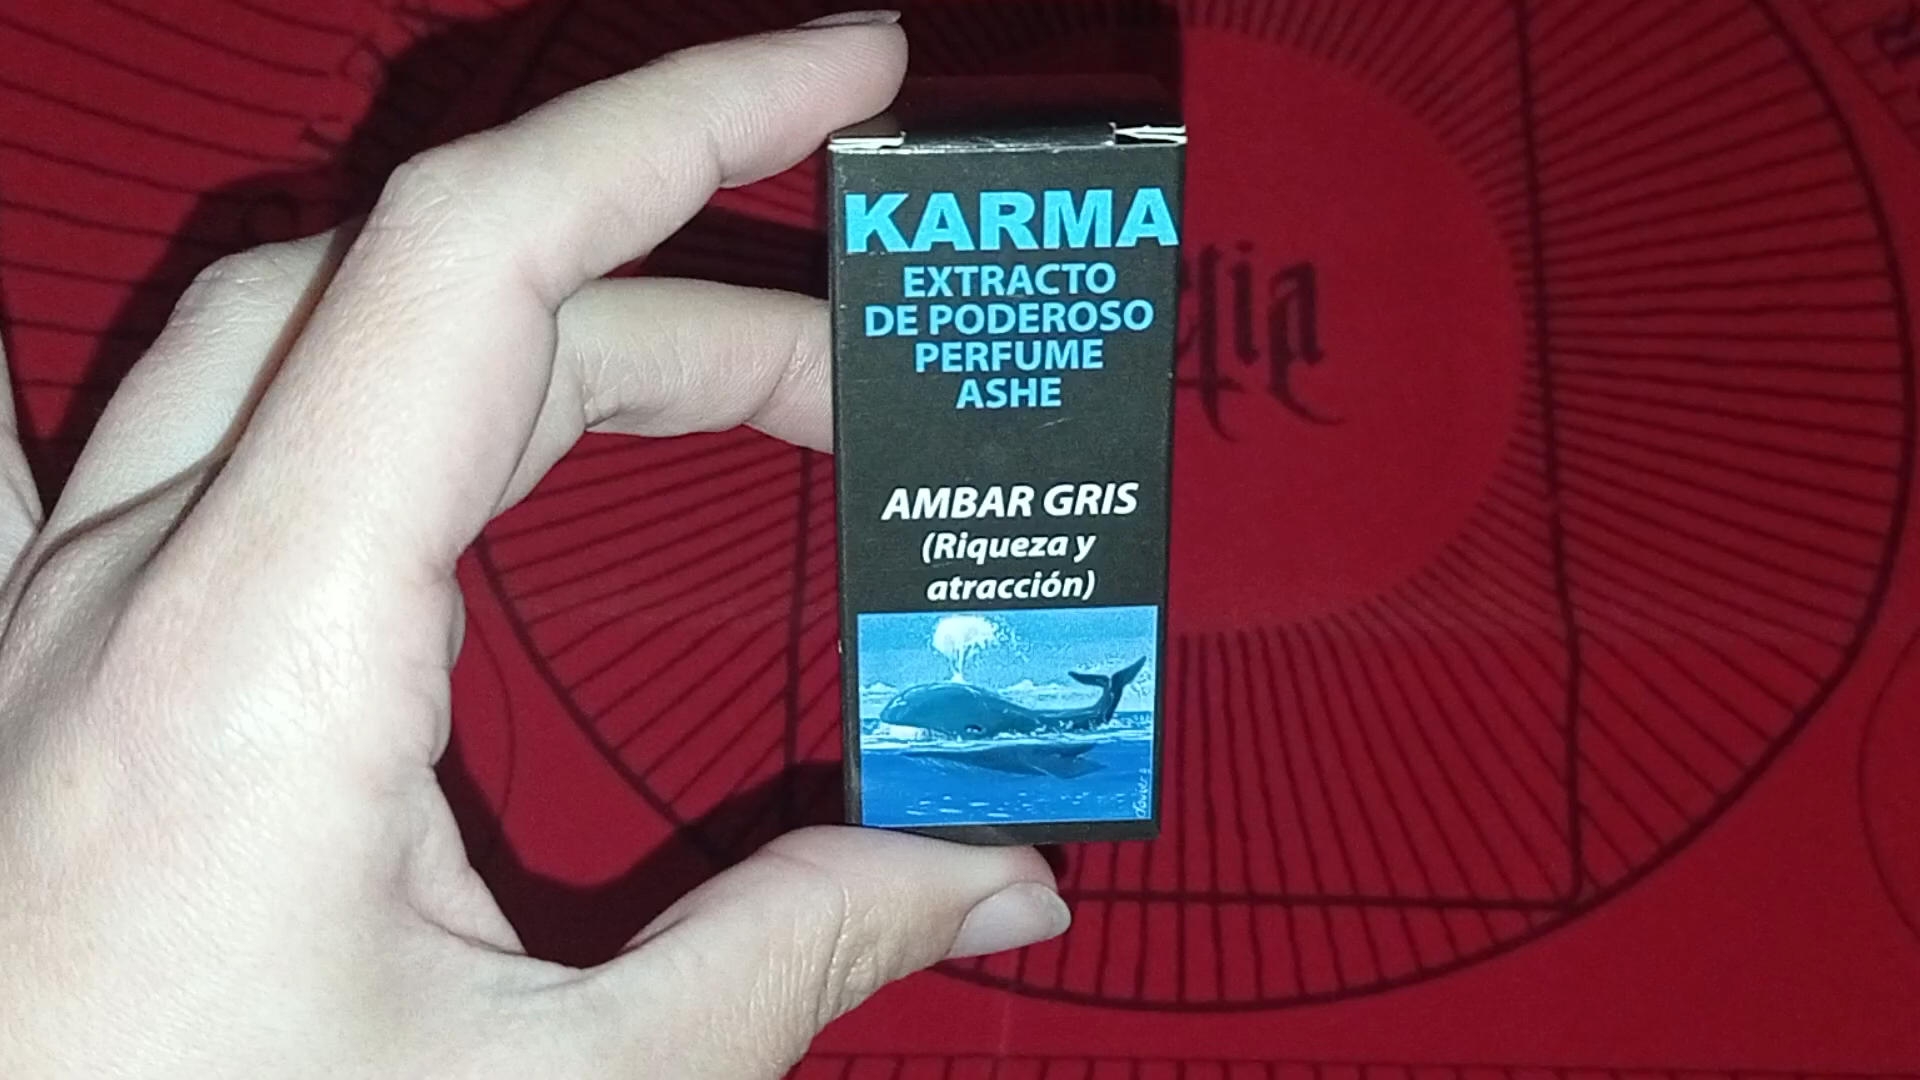 KARMA
EXTRACTO
DE PODEROSO
PERFUME
ASHE
AMBAR GRIS
(Riqueza y
atracción)